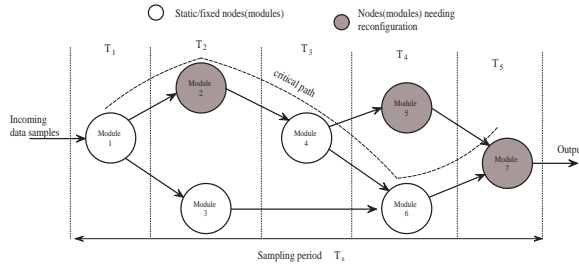 Static/fixed nodes(modules)
Nodes(modules) needing
reconfiguration
T1
T2
T3
T4
T5
critical path
Incoming
data samples
Module
1
Module
2
Module
3
Module
4
Module
5
Module
6
Module
7
Output
Sampling period Ts